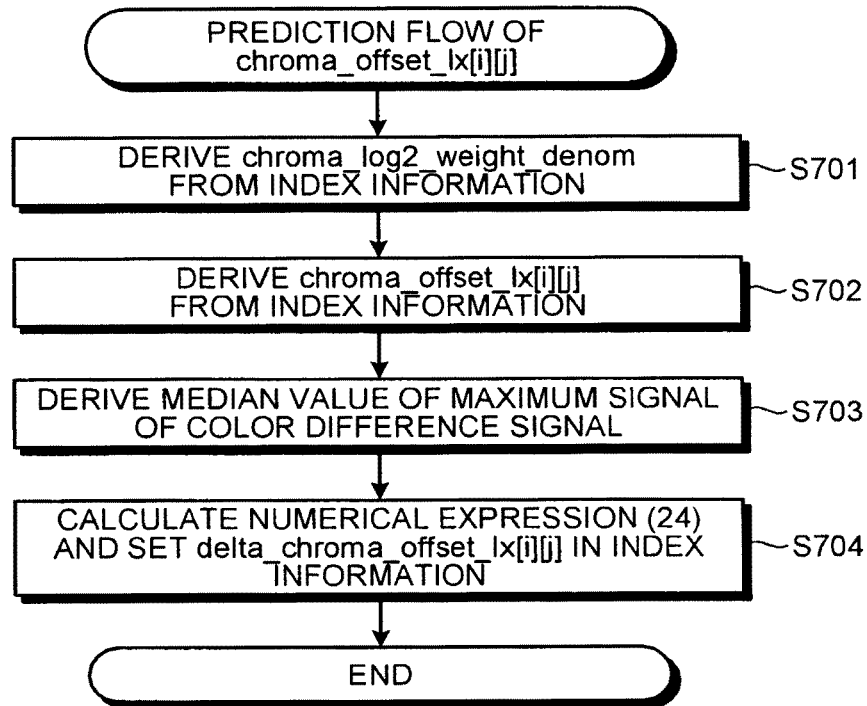 PREDICTION FLOW OF
chroma_offset_lx[i][j]
DERIVE chroma_log2_weight_denom
FROM INDEX INFORMATION
S701
DERIVE chroma_offset_lx[i][j]
FROM INDEX INFORMATION
S702
DERIVE MEDIAN VALUE OF MAXIMUM SIGNAL
OF COLOR DIFFERENCE SIGNAL
S703
CALCULATE NUMERICAL EXPRESSION (24)
AND SET delta_chroma_offset_lx[i][j] IN INDEX
INFORMATION
S704
END